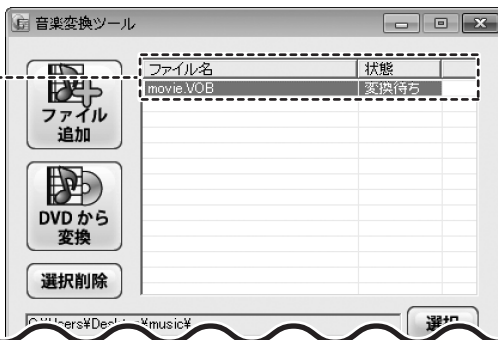 音楽変換ツール
ファイル名 状態
movie.VOB 変換待ち
ファイル
追加
DVD から
変換
選択削除
¥music¥
選択